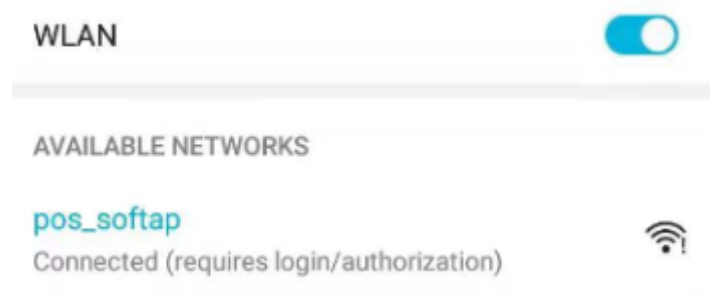 WLAN
AVAILABLE NETWORKS
pos_softap
Connected (requires login/authorization)